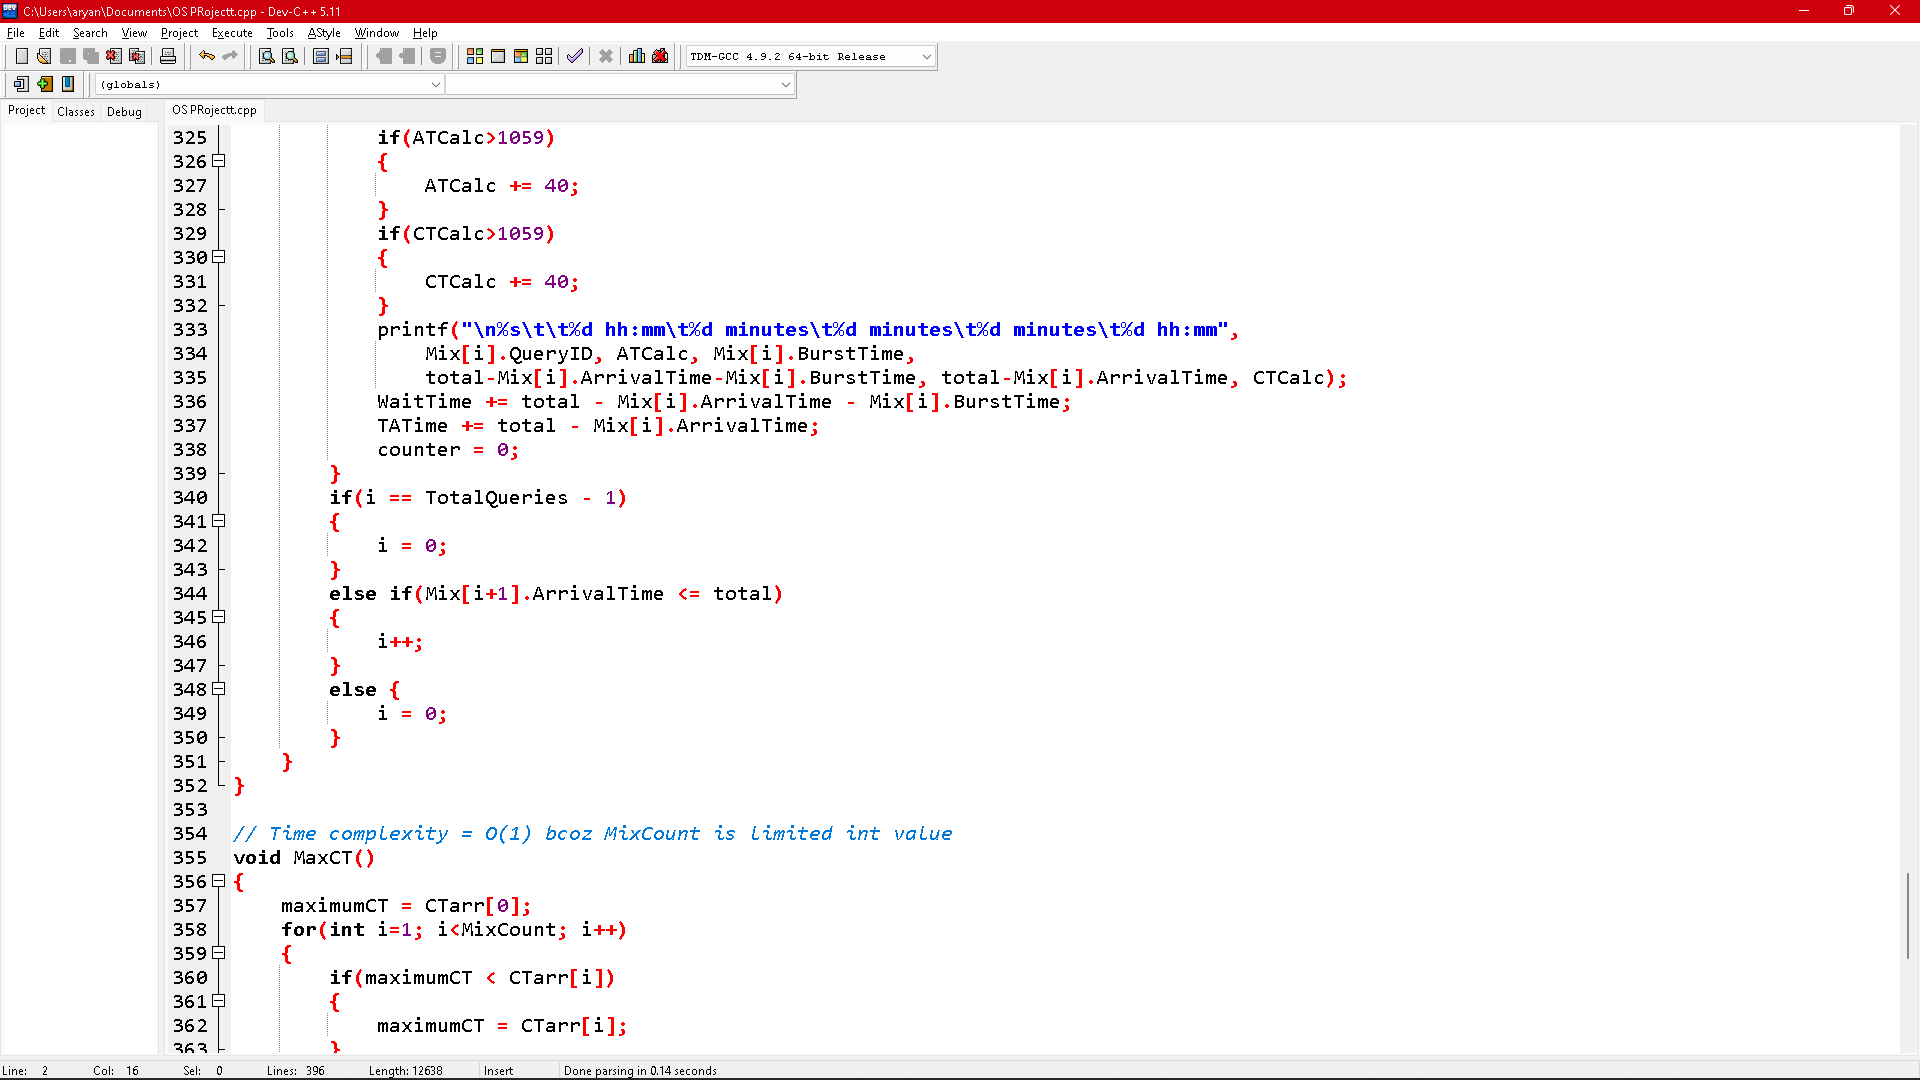 C:\Users\aryan\Documents\OS PRojectt.cpp - Dev-C++ 5.11
File Edit Search View Project Execute Tools AStyle Window Help
TDM-GCC 4.9.2 64-bit Release
(globals)
Project Classes Debug OS PRojectt.cpp
325 if(ATCalc>1059)
326 {
327 ATCalc += 40;
328 }
329 if(CTCalc>1059)
330 {
331 CTCalc += 40;
332 }
333 printf("\n%s\t\t%d hh:mm\t%d minutes\t%d minutes\t%d minutes\t%d hh:mm",
334 Mix[i].QueryID, ATCalc, Mix[i].BurstTime,
335 total-Mix[i].ArrivalTime-Mix[i].BurstTime, total-Mix[i].ArrivalTime, CTCalc);
336 WaitTime += total - Mix[i].ArrivalTime - Mix[i].BurstTime;
337 TATime += total - Mix[i].ArrivalTime;
338 counter = 0;
339 }
340 if(i == TotalQueries - 1)
341 {
342 i = 0;
343 }
344 else if(Mix[i+1].ArrivalTime <= total)
345 {
346 i++;
347 }
348 else {
349 i = 0;
350 }
351 }
352 }
353
354 // Time complexity = O(1) bcoz MixCount is limited int value
355 void MaxCT()
356 {
357 maximumCT = CTarr[0];
358 for(int i=1; i<MixCount; i++)
359 {
360 if(maximumCT < CTarr[i])
361 {
362 maximumCT = CTarr[i];
363 }
Line: 2 Col: 16 Sel: 0 Lines: 396 Length: 12638 Insert Done parsing in 0.14 seconds